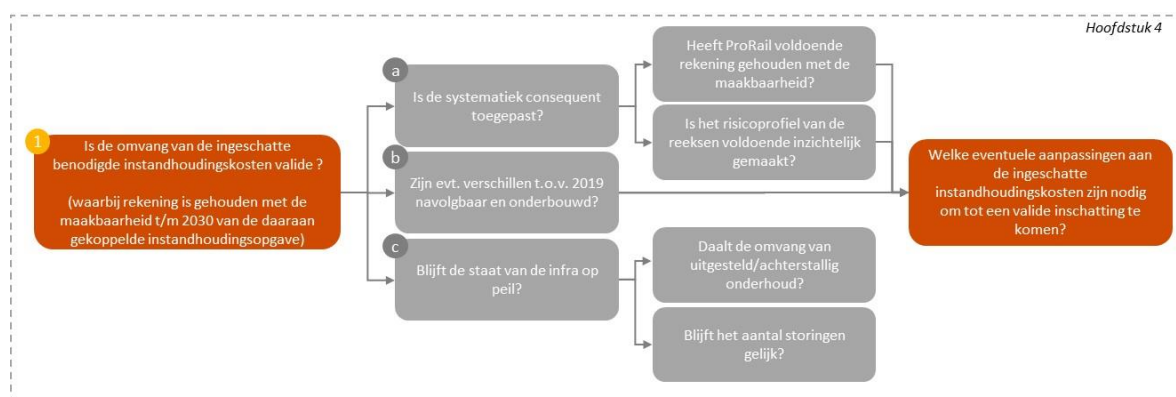 Hoofdstuk 4
1
Is de omvang van de ingeschatte
benodigde instandhoudingskosten valide ?
(waarbij rekening is gehouden met de
maakbaarheid t/m 2030 van de daaraan
gekoppelde instandhoudingsopgave)
a
Is de systematiek consequent
toegepast?
Heeft ProRail voldoende
rekening gehouden met de
maakbaarheid?
Is het risicoprofiel van de
reeksen voldoende inzichtelijk
gemaakt?
b
Zijn evt. verschillen t.o.v. 2019
navolgbaar en onderbouwd?
c
Blijft de staat van de infra op
peil?
Daalt de omvang van
uitgesteld/achterstallig
onderhoud?
Blijft het aantal storingen
gelijk?
Welke eventuele aanpassingen aan
de ingeschatte
instandhoudingskosten zijn nodig
om tot een valide inschatting te
komen?